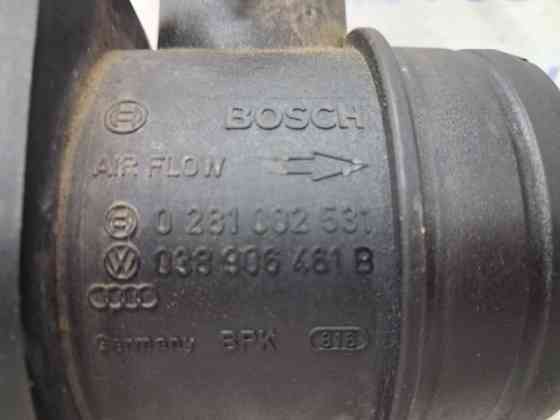 BOSCH
AIR FLOW
0 281 002 531
038 906 461 B
Germany BPK 818